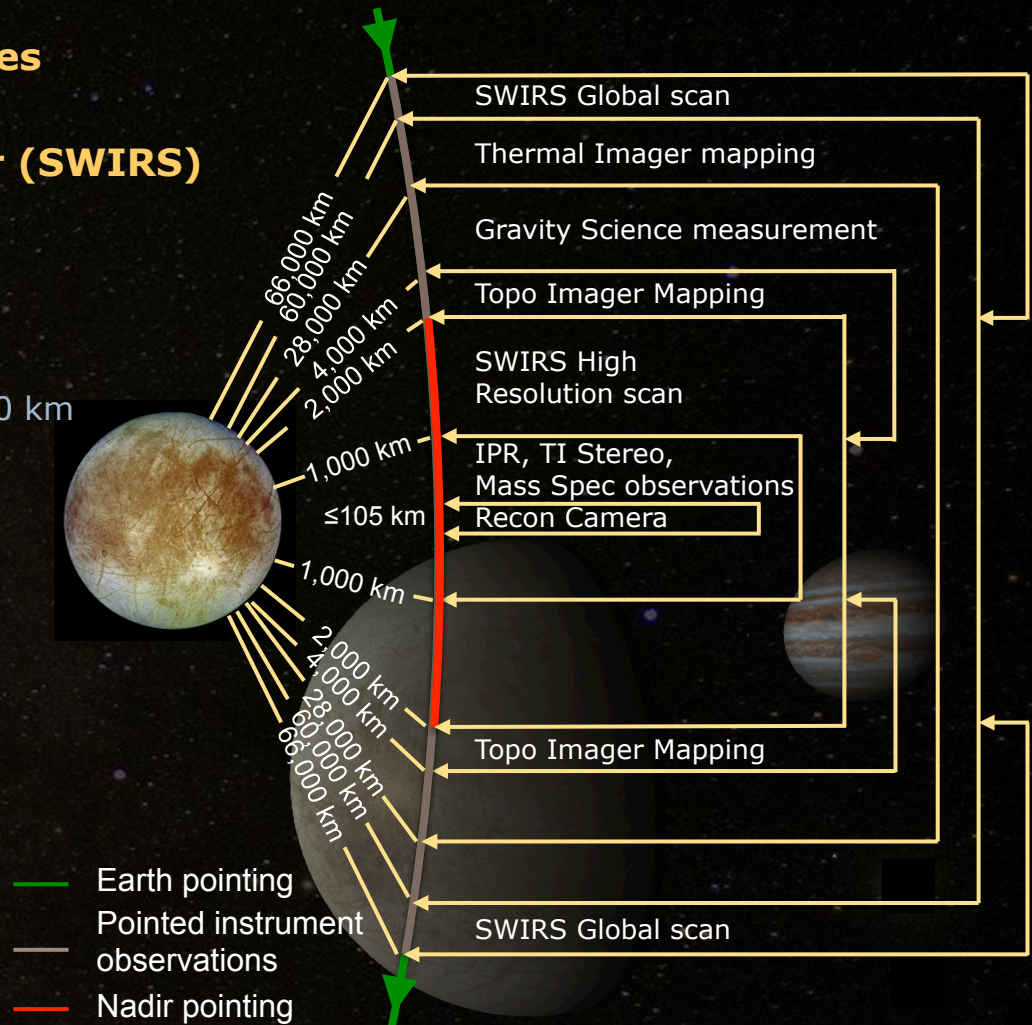 es
r (SWIRS)
0 km
SWIRS Global scan
Thermal Imager mapping
Gravity Science measurement
Topo Imager Mapping
SWIRS High
Resolution scan
IPR, TI Stereo,
Mass Spec observations
Recon Camera
Topo Imager Mapping
SWIRS Global scan
66,000 km
60,000 km
28,000 km
4,000 km
2,000 km
1,000 km
≤105 km
1,000 km
2,000 km
4,000 km
28,000 km
60,000 km
66,000 km
Earth pointing
Pointed instrument
observations
Nadir pointing